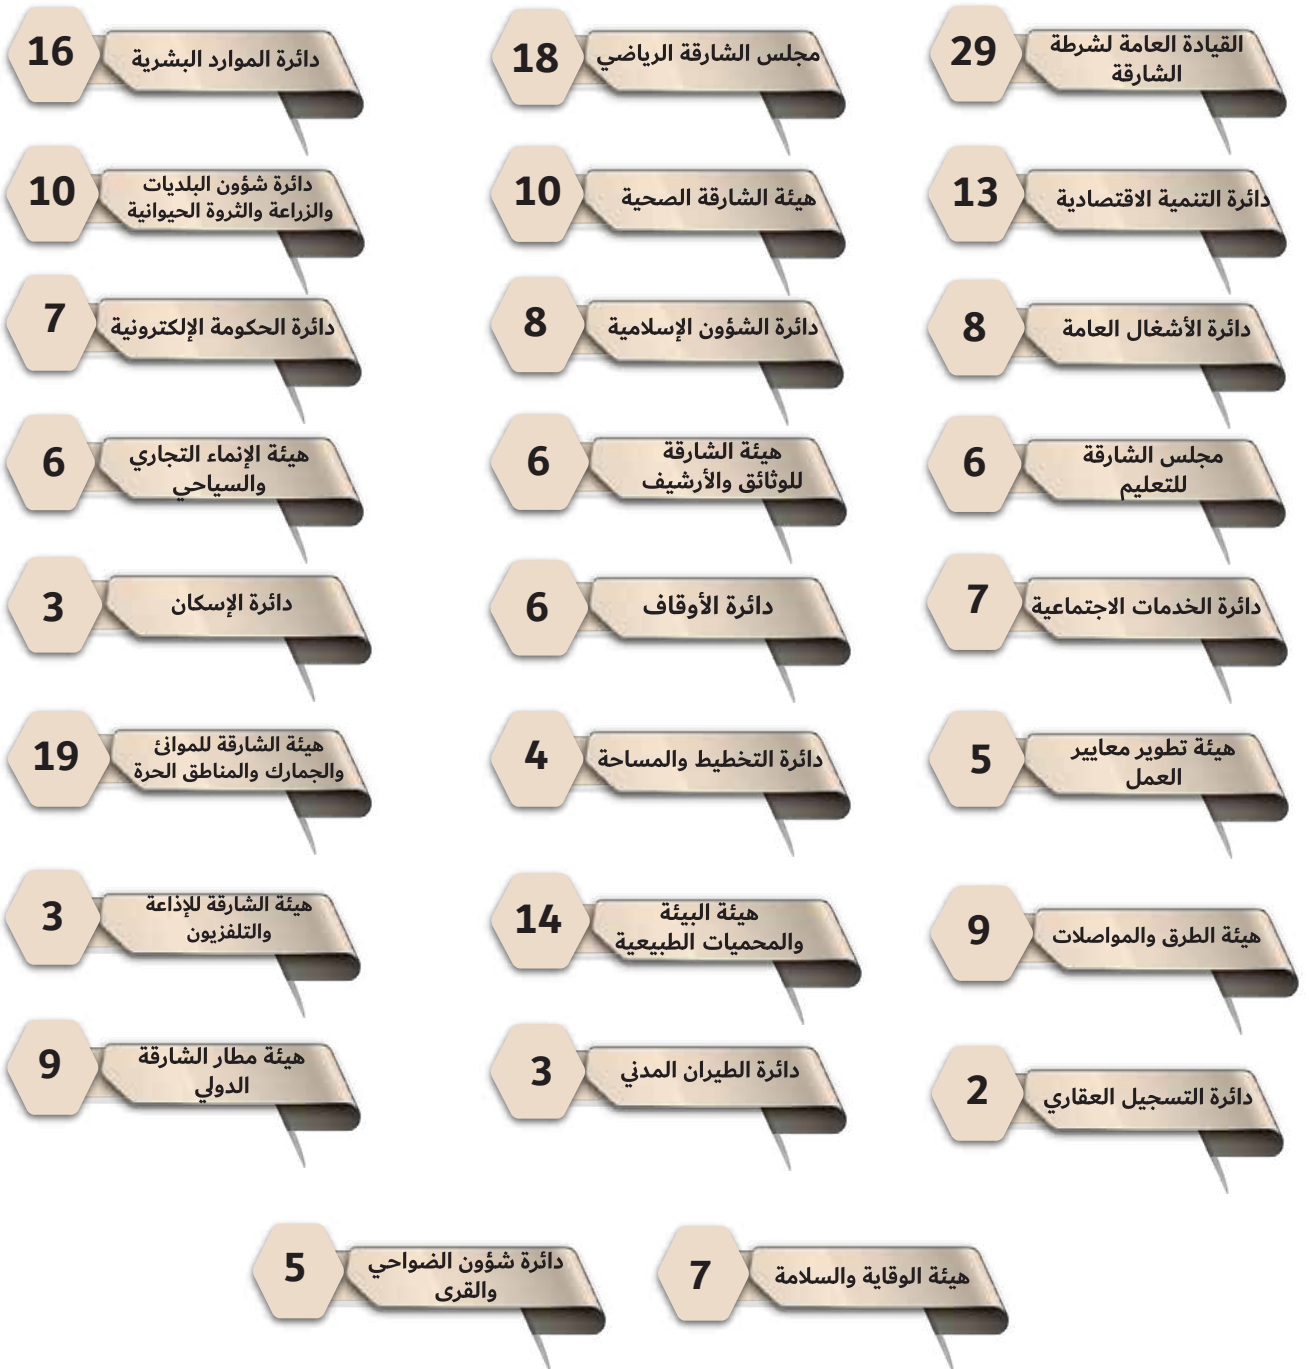 القيادة العامة لشرطة
الشارقة
29
مجلس الشارقة الرياضي
18
دائرة الموارد البشرية
16
دائرة التنمية الاقتصادية
13
هيئة الشارقة الصحية
10
دائرة شؤون البلديات
والزراعة والثروة الحيوانية
10
دائرة الأشغال العامة
8
دائرة الشؤون الإسلامية
8
دائرة الحكومة الإلكترونية
7
مجلس الشارقة
للتعليم
6
هيئة الشارقة
للوثائق والأرشيف
6
هيئة الإنماء التجاري
والسياحي
6
دائرة الخدمات الاجتماعية
7
دائرة الأوقاف
6
دائرة الإسكان
3
هيئة تطوير معايير
العمل
5
دائرة التخطيط والمساحة
4
هيئة الشارقة للموانئ
والجمارك والمناطق الحرة
19
هيئة الطرق والمواصلات
9
هيئة البيئة
والمحميات الطبيعية
14
هيئة الشارقة للإذاعة
والتلفزيون
3
دائرة التسجيل العقاري
2
دائرة الطيران المدني
3
هيئة مطار الشارقة
الدولي
9
هيئة الوقاية والسلامة
7
دائرة شؤون الضواحي
والقرى
5